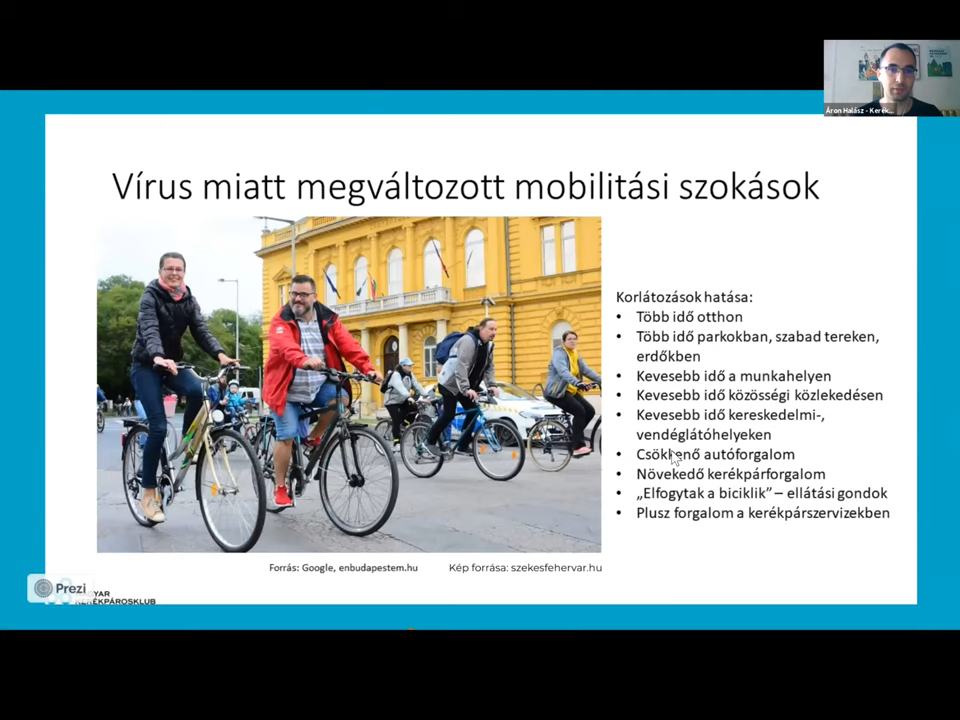 Áron Halász - Kerék...
Vírus miatt megváltozott mobilitási szokások
Korlátozások hatása:
• Több idő otthon
• Több idő parkokban, szabad tereken,
erdőkben
• Kevesebb idő a munkahelyen
• Kevesebb idő közösségi közlekedésen
• Kevesebb idő kereskedelmi-,
vendéglátóhelyeken
• Csökkenő autóforgalom
• Növekedő kerékpárforgalom
• „Elfogytak a biciklik” – ellátási gondok
• Plusz forgalom a kerékpárszervizekben
Forrás: Google, enbudapestem.hu
Kép forrása: szekesfehervar.hu
Prezi
KERÉKPÁROSKLUB